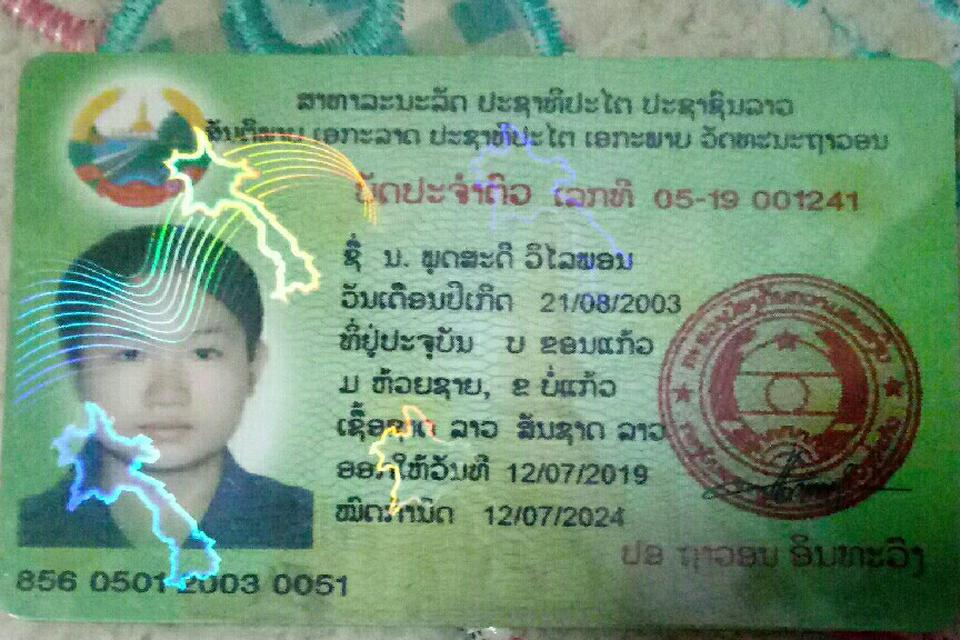 ສາທາລະນະລັດ ປະຊາທິປະໄຕ ປະຊາຊົນລາວ
ສັນຕິພາບ ເອກະລາດ ປະຊາທິປະໄຕ ເອກະພາບ ວັດທະນະຖາວອນ
ບັດປະຈຳຕົວ ເລກທີ 05-19 001241
ຊື່ ນ. ພຸດສະດີ ວິໄລພອນ
ວັນເດືອນປີເກີດ 21/08/2003
ທີ່ຢູ່ປະຈຸບັນ ບ ຂອນແກ້ວ
ມ ຫ້ວຍຊາຍ, ຂ ບໍ່ແກ້ວ
ເຊື້ອຊາດ ລາວ ສັນຊາດ ລາວ
ອອກໃຫ້ວັນທີ 12/07/2019
ໝົດກຳນົດ 12/07/2024
ປອ ຖາວອນ ອິນທະວົງ
856 0501 2003 0051